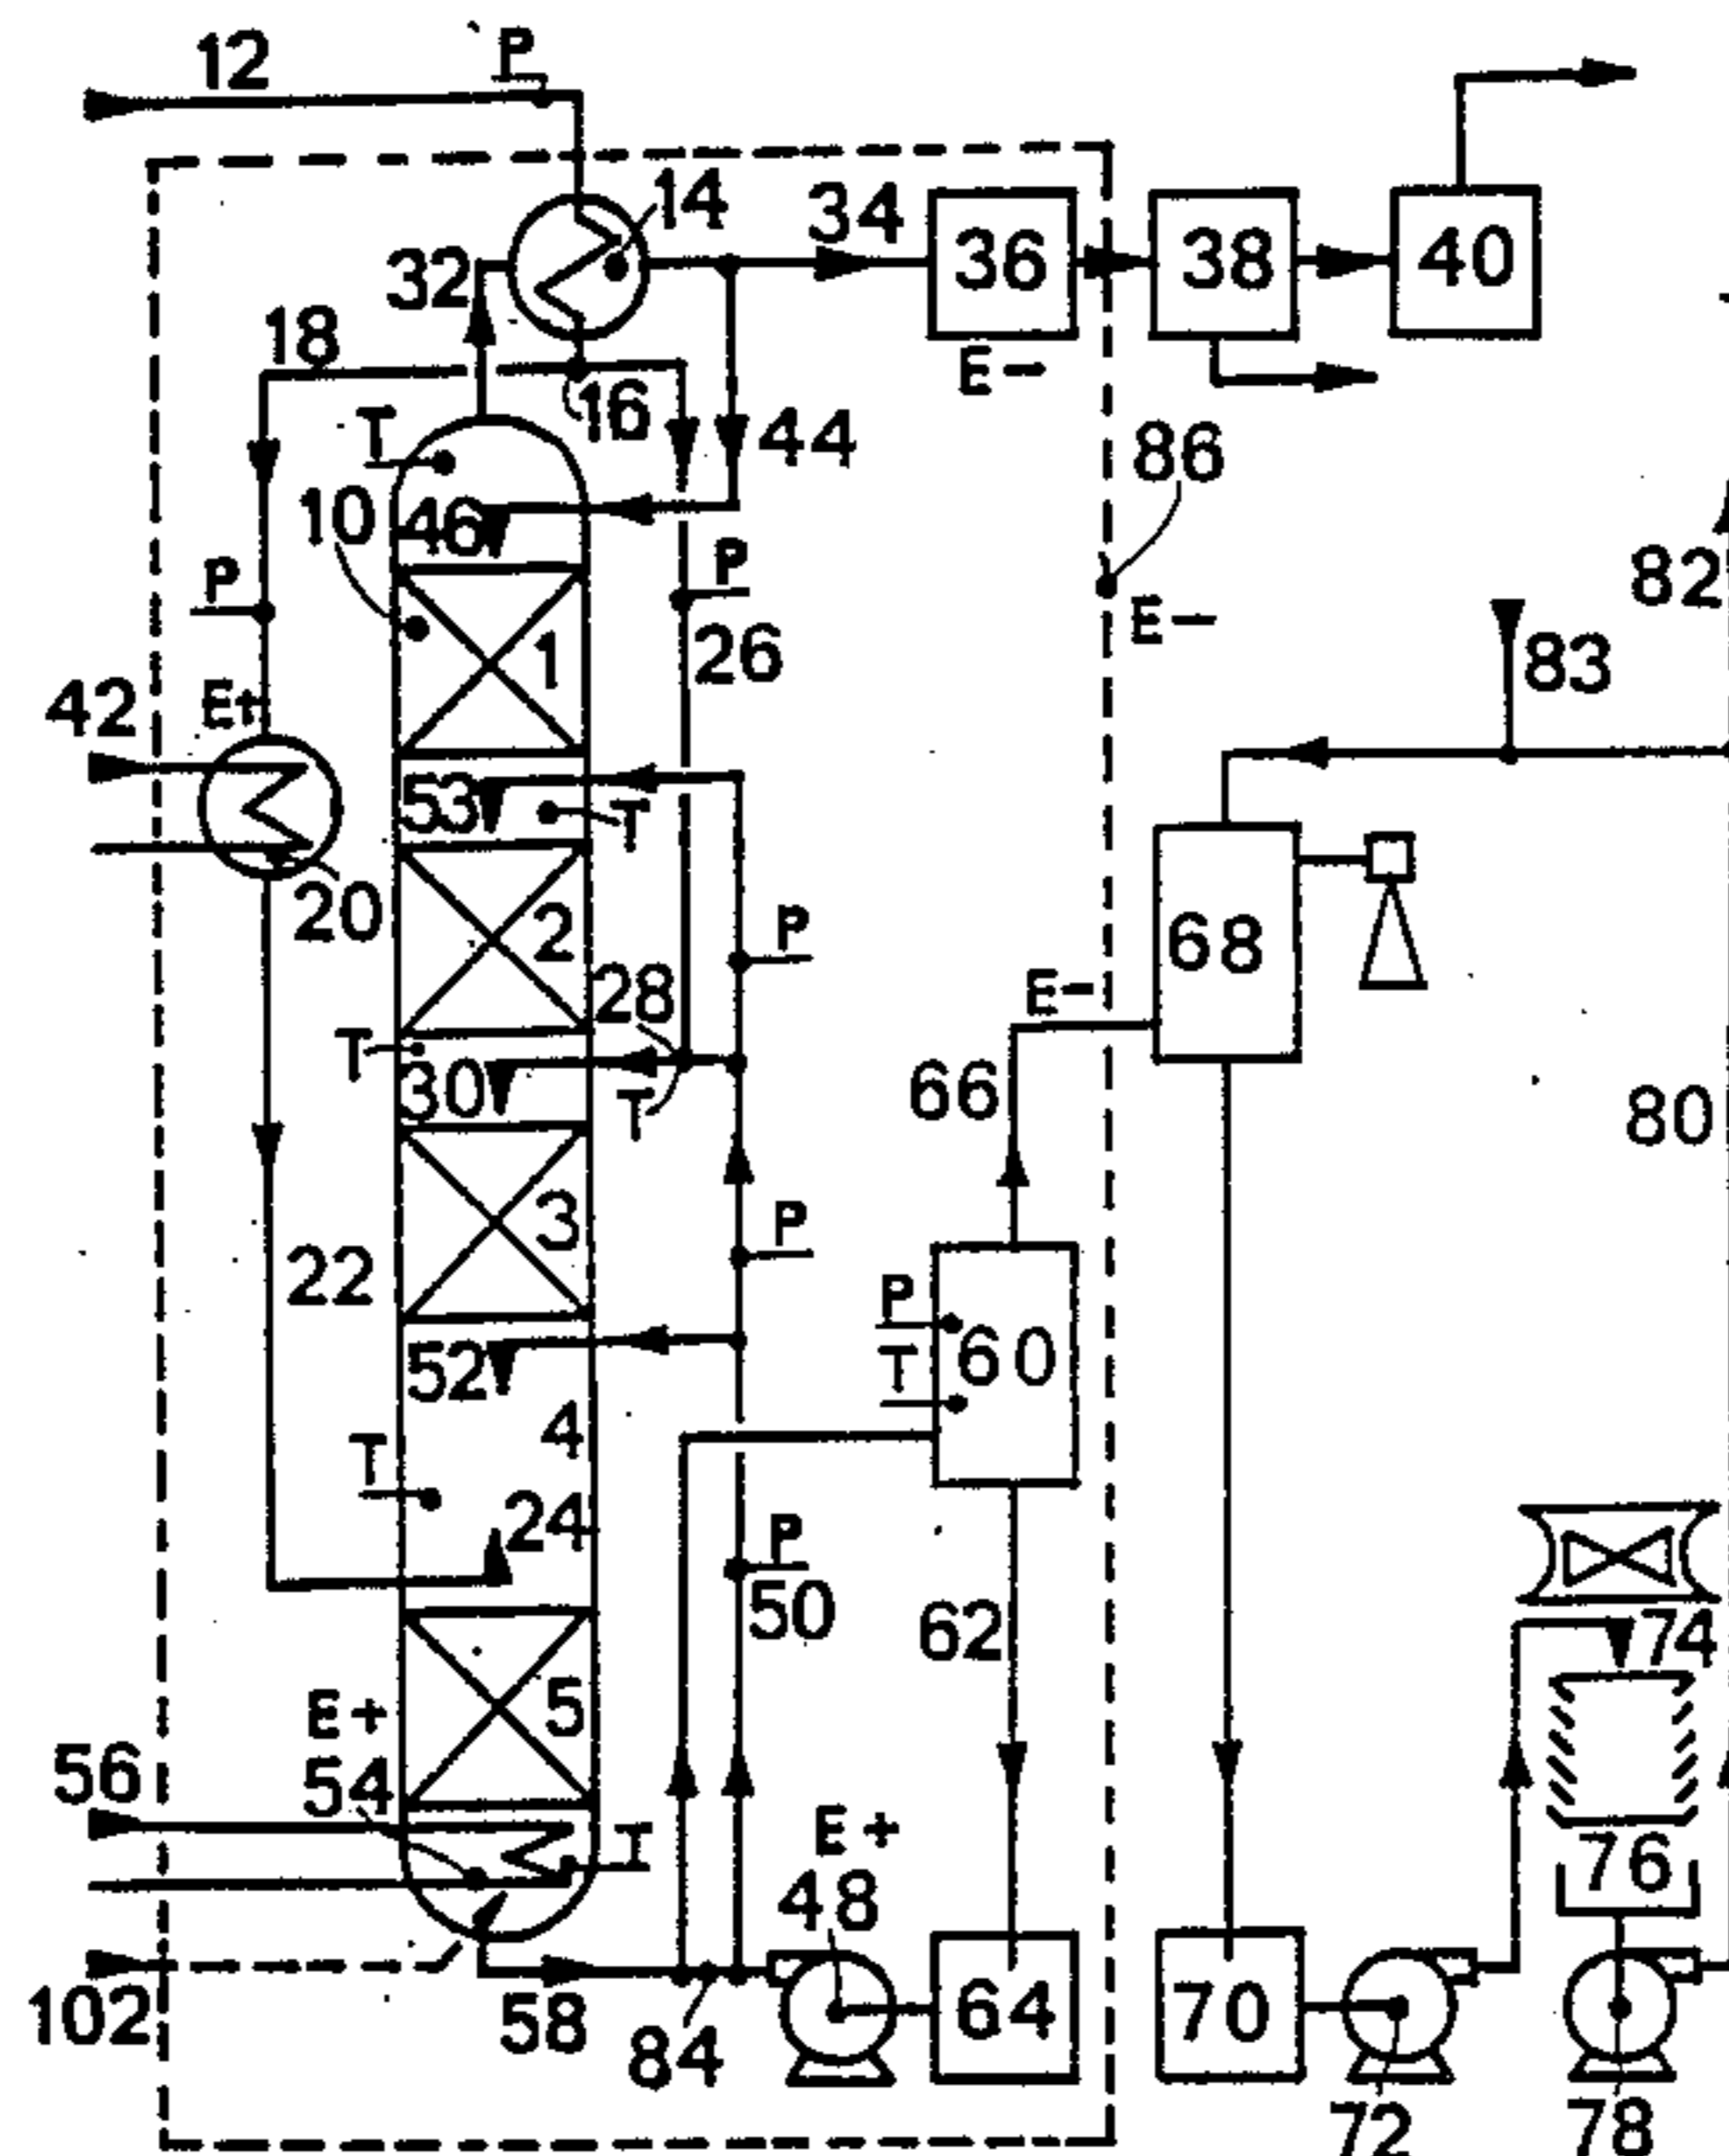 12 P
14 34
32 36 38 40
18 E-
16
T 44 86
10 46
P P 82
E-
1 26 83
42 E+
53 T
20 2 P 68
28 E-
T 30 T 66 80
3 P
22 P
52 T 60
4
T 24 P
50 62 74
E+ 5
56 54 T E+ 76
48
102 58 84 64 70
72 78